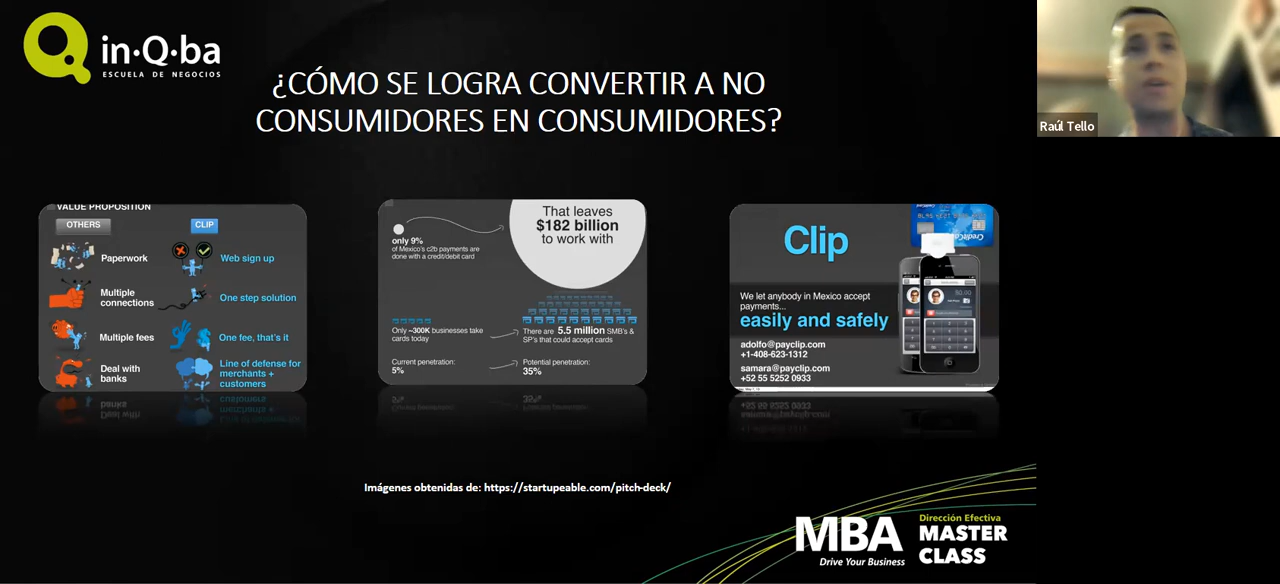 in·Q·ba
ESCUELA DE NEGOCIOS
¿CÓMO SE LOGRA CONVERTIR A NO
CONSUMIDORES EN CONSUMIDORES?
Raúl Tello
VALUE PROPOSITION
OTHERS
CLIP
Paperwork
Web sign up
Multiple
connections
One step solution
Multiple fees
One fee, that's it
Deal with
banks
Line of defense for
merchants +
customers
only 9%
of Mexico's c2b payments are
done with a credit/debit card
That leaves
$182 billion
to work with
Only ~300K businesses take
cards today
There are 5.5 million SMB's &
SP's that could accept cards
Current penetration:
5%
Potential penetration:
35%
Clip
We let anybody in Mexico accept
payments...
easily and safely
adolfo@payclip.com
+1-408-623-1312
samara@payclip.com
+52 55 5252 0933
Imágenes obtenidas de: https://startupeable.com/pitch-deck/
MBA
Drive Your Business
Dirección Efectiva
MASTER
CLASS